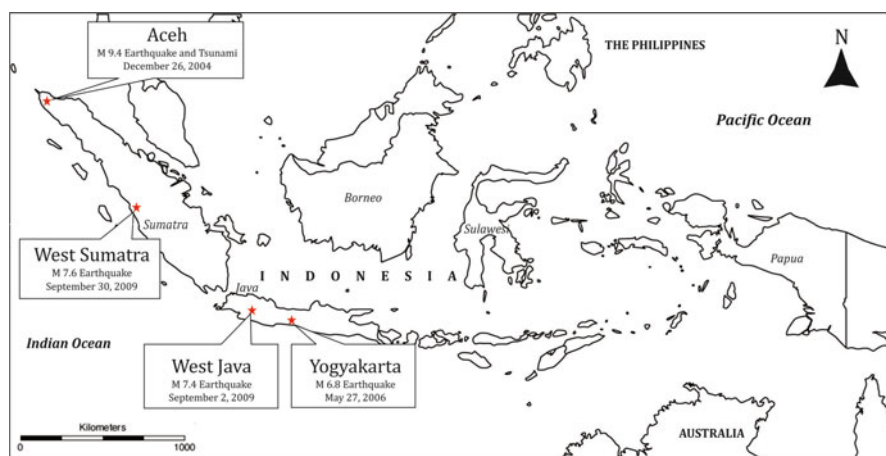 Aceh
M 9.4 Earthquake and Tsunami
December 26, 2004
THE PHILIPPINES
N
Pacific Ocean
Borneo
Sumatra
Sulawesi
West Sumatra
M 7.6 Earthquake
September 30, 2009
INDONESIA
Papua
Java
Indian Ocean
West Java
M 7.4 Earthquake
September 2, 2009
Yogyakarta
M 6.8 Earthquake
May 27, 2006
Kilometers
0 1000
AUSTRALIA